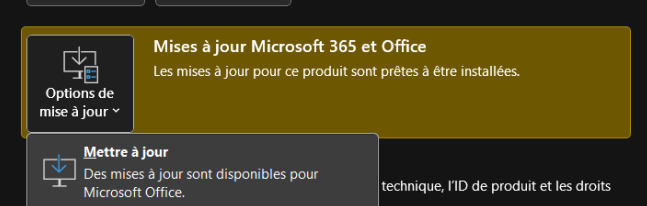 Mises à jour Microsoft 365 et Office
Les mises à jour pour ce produit sont prêtes à être installées.
Options de
mise à jour
Mettre à jour
Des mises à jour sont disponibles pour
Microsoft Office.
technique, l'ID de produit et les droits